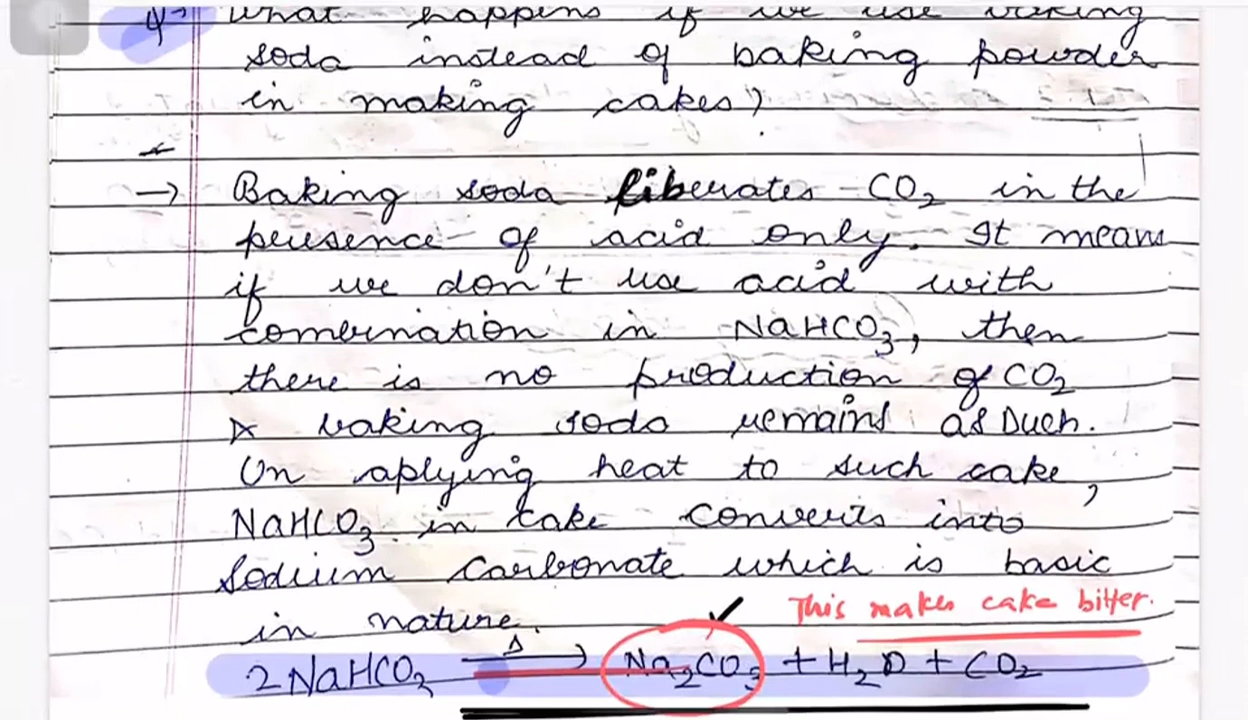 what happens if we use baking
soda instead of baking powder
in making cakes?
→ Baking soda liberates CO₂ in the
presence of acid only. It means
if we don't use acid with
combination in NaHCO₃, then
there is no production of CO₂
& baking soda remains as such.
On aplying heat to such cake,
NaHCO₃ in cake converts into
Sodium Carbonate which is basic
in nature.
This makes cake bitter.
2NaHCO₃ →Δ Na₂CO₃ + H₂O + CO₂